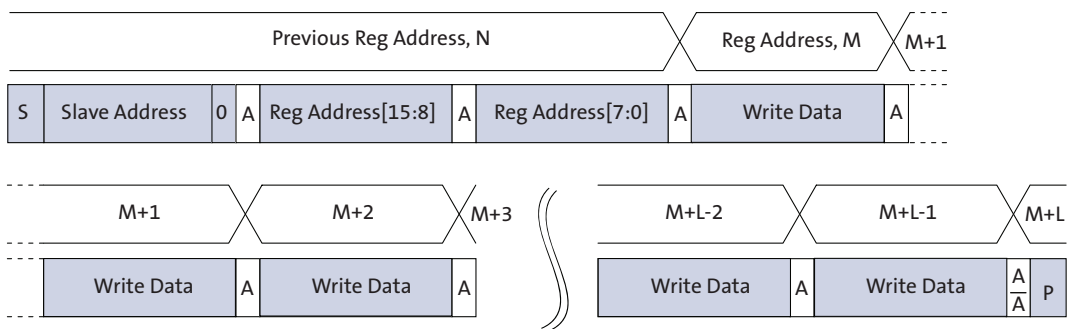 Previous Reg Address, N Reg Address, M M+1
S Slave Address 0 A Reg Address[15:8] A Reg Address[7:0] A Write Data A
M+1 M+2 M+3 M+L-2 M+L-1 M+L
Write Data A Write Data A Write Data A Write Data A A̅ P